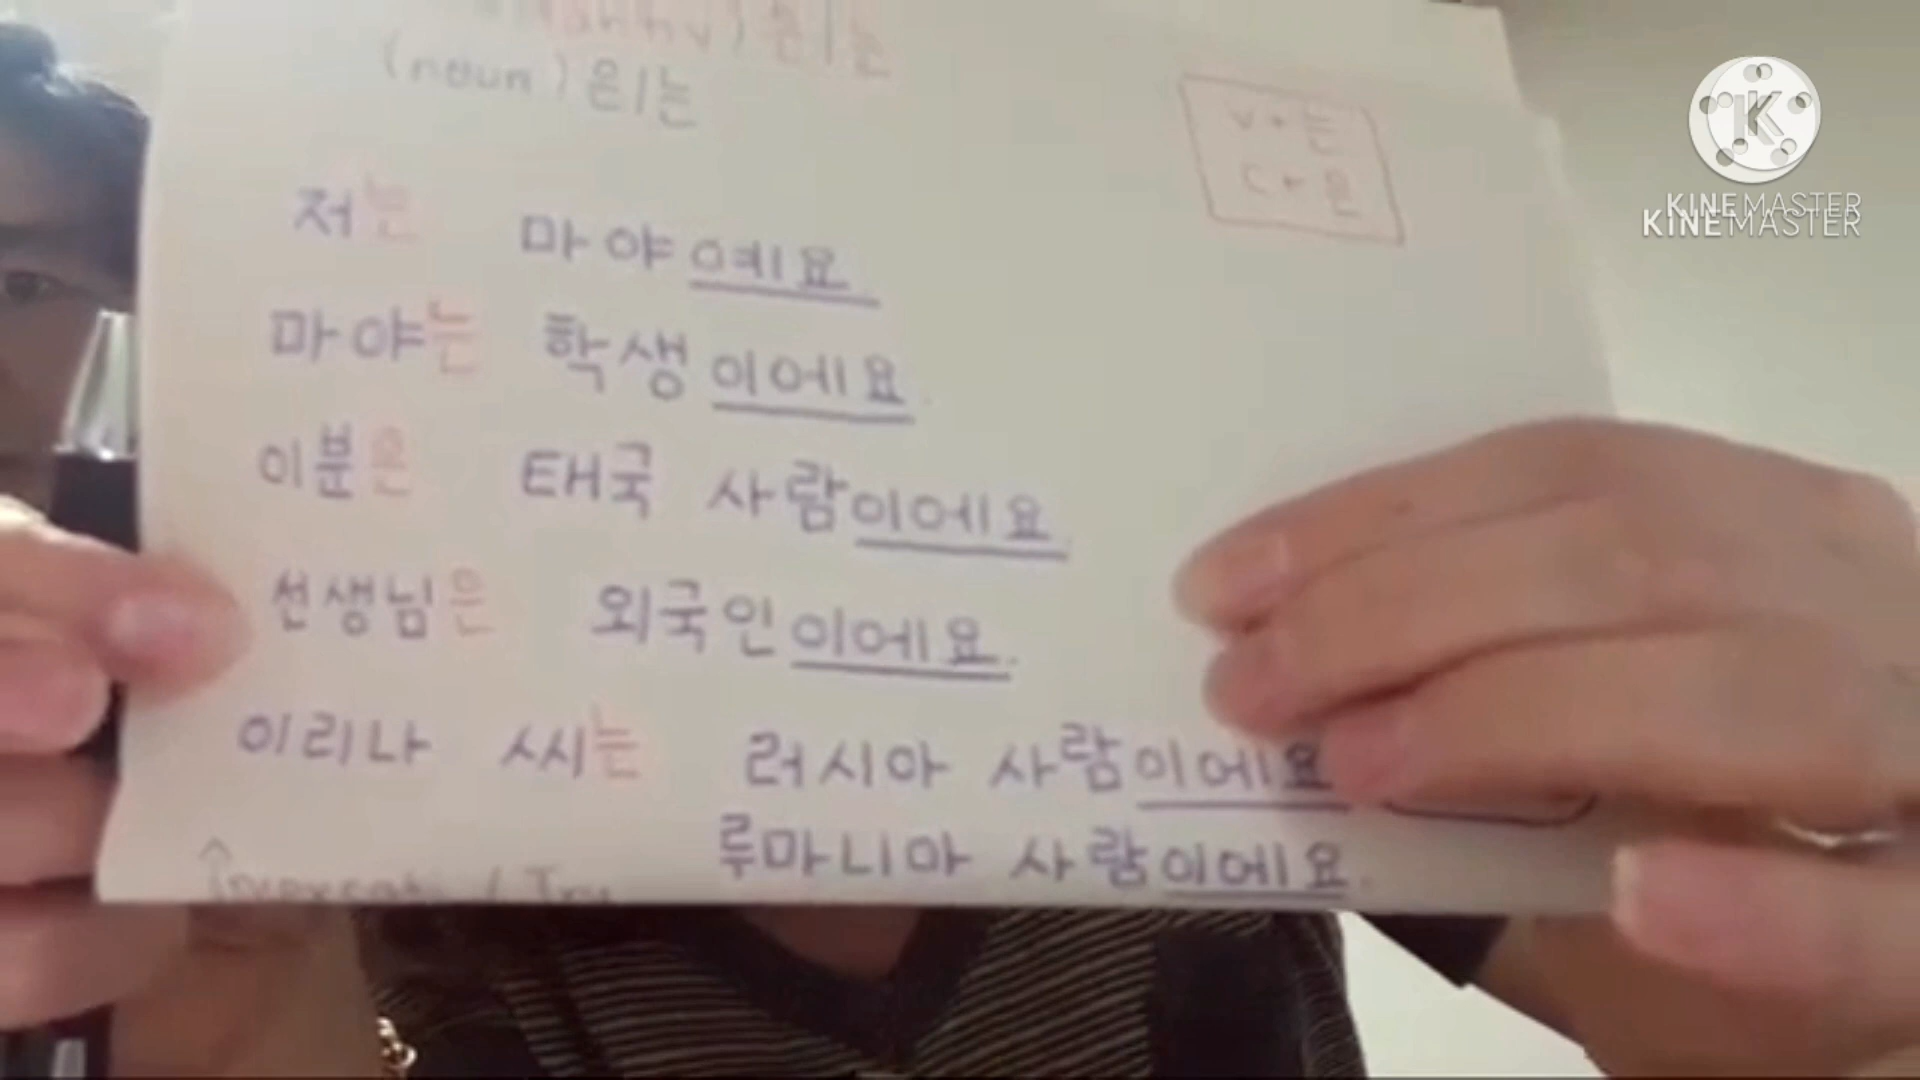 은/는
(noun) 은/는
V + 는
C + 은
저는 마야예요.
마야는 학생이에요.
이분은 태국 사람이에요.
선생님은 외국인이에요.
이리나 씨는 러시아 사람이에요
루마니아 사람이에요.
KINEMASTER
KINEMASTER